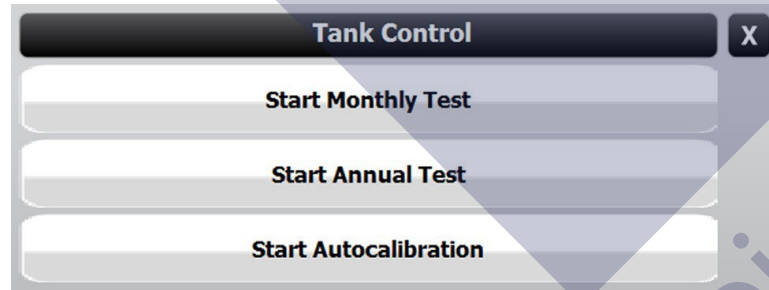 Tank Control
X
Start Monthly Test
Start Annual Test
Start Autocalibration